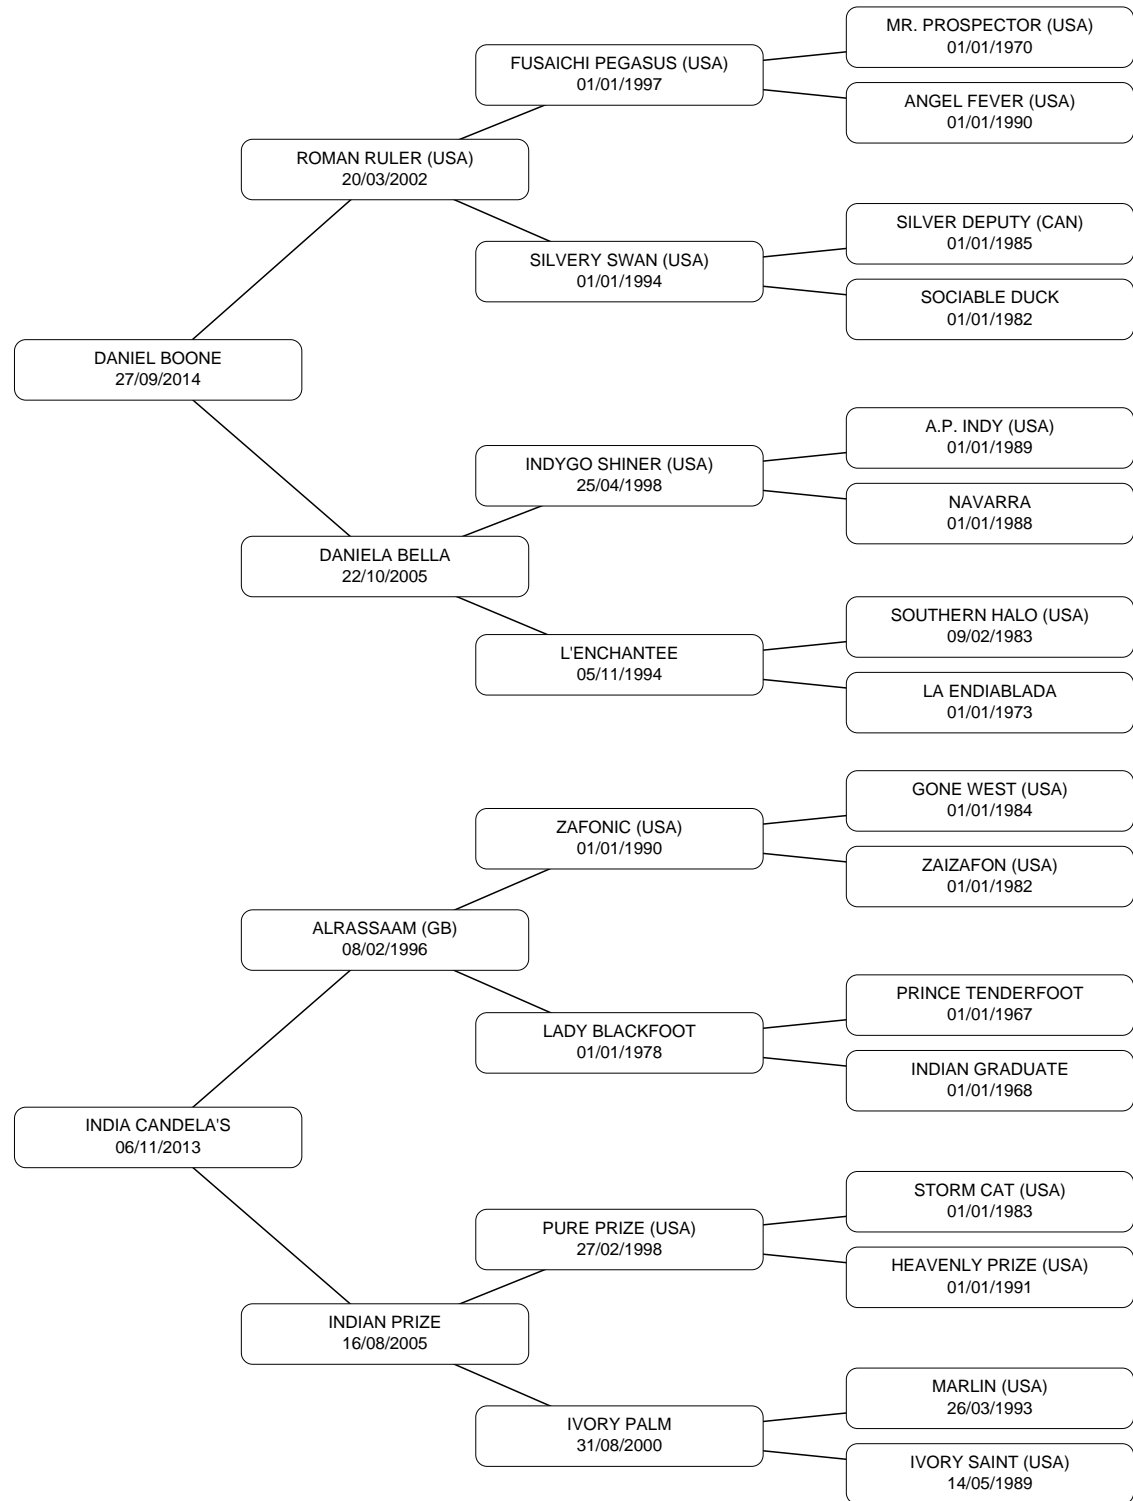 MR. PROSPECTOR (USA)
01/01/1970
FUSAICHI PEGASUS (USA)
01/01/1997
ANGEL FEVER (USA)
01/01/1990
ROMAN RULER (USA)
20/03/2002
SILVER DEPUTY (CAN)
01/01/1985
SILVERY SWAN (USA)
01/01/1994
SOCIABLE DUCK
01/01/1982
DANIEL BOONE
27/09/2014
A.P. INDY (USA)
01/01/1989
INDYGO SHINER (USA)
25/04/1998
NAVARRA
01/01/1988
DANIELA BELLA
22/10/2005
SOUTHERN HALO (USA)
09/02/1983
L'ENCHANTEE
05/11/1994
LA ENDIABLADA
01/01/1973
GONE WEST (USA)
01/01/1984
ZAFONIC (USA)
01/01/1990
ZAIZAFON (USA)
01/01/1982
ALRASSAAM (GB)
08/02/1996
PRINCE TENDERFOOT
01/01/1967
LADY BLACKFOOT
01/01/1978
INDIAN GRADUATE
01/01/1968
INDIA CANDELA'S
06/11/2013
STORM CAT (USA)
01/01/1983
PURE PRIZE (USA)
27/02/1998
HEAVENLY PRIZE (USA)
01/01/1991
INDIAN PRIZE
16/08/2005
MARLIN (USA)
26/03/1993
IVORY PALM
31/08/2000
IVORY SAINT (USA)
14/05/1989